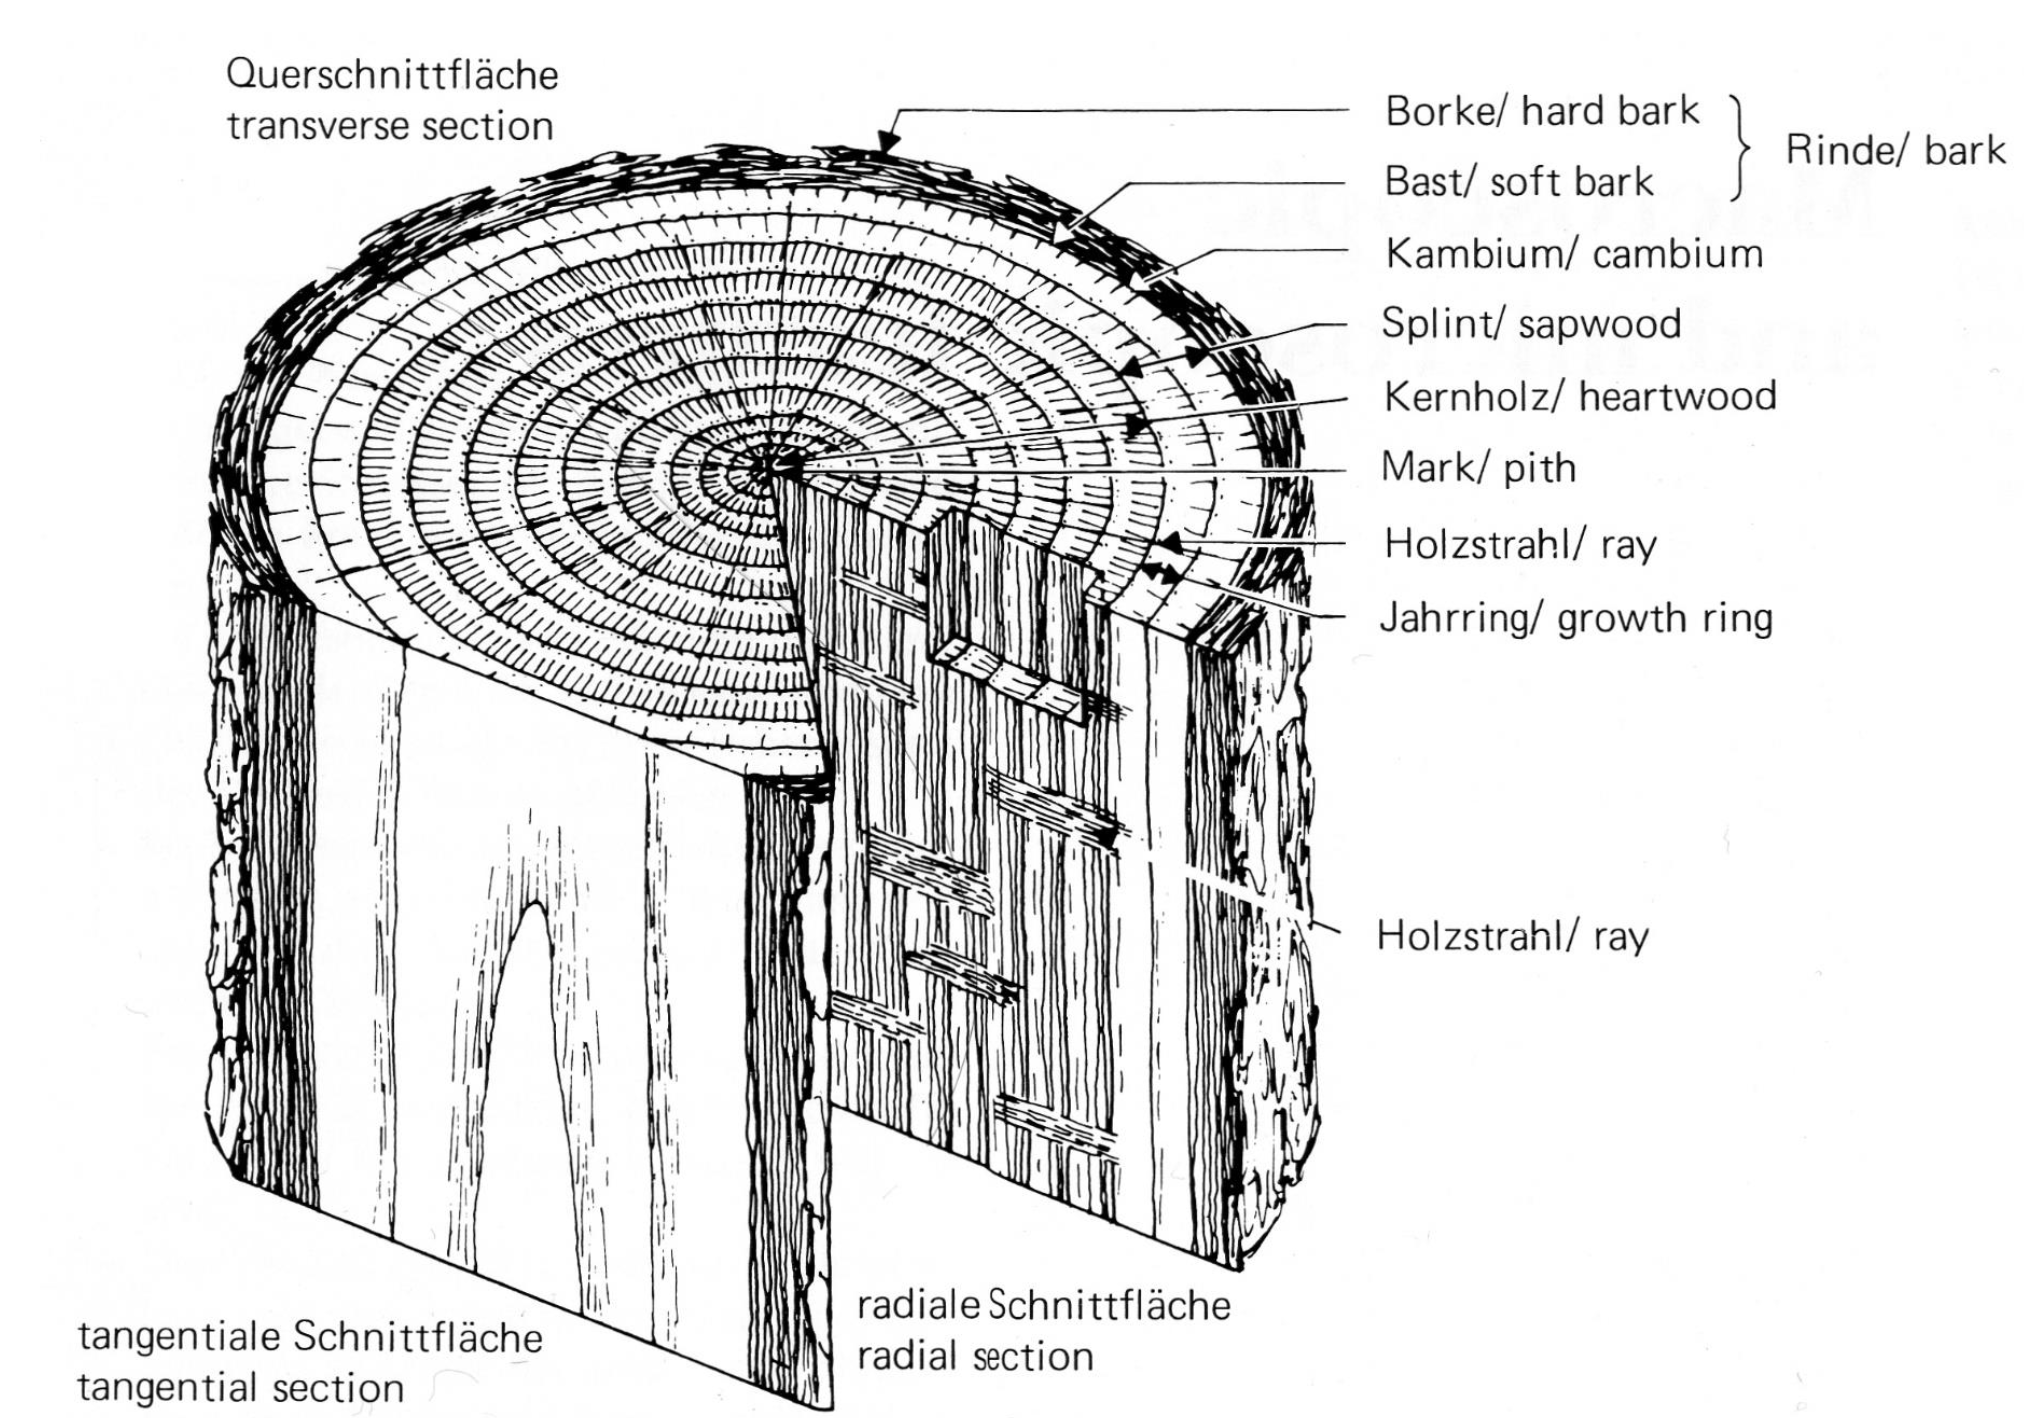 Querschnittfläche
transverse section
Borke/ hard bark
Rinde/ bark
Bast/ soft bark
Kambium/ cambium
Splint/ sapwood
Kernholz/ heartwood
Mark/ pith
Holzstrahl/ ray
Jahrring/ growth ring
Holzstrahl/ ray
radiale Schnittfläche
radial section
tangentiale Schnittfläche
tangential section